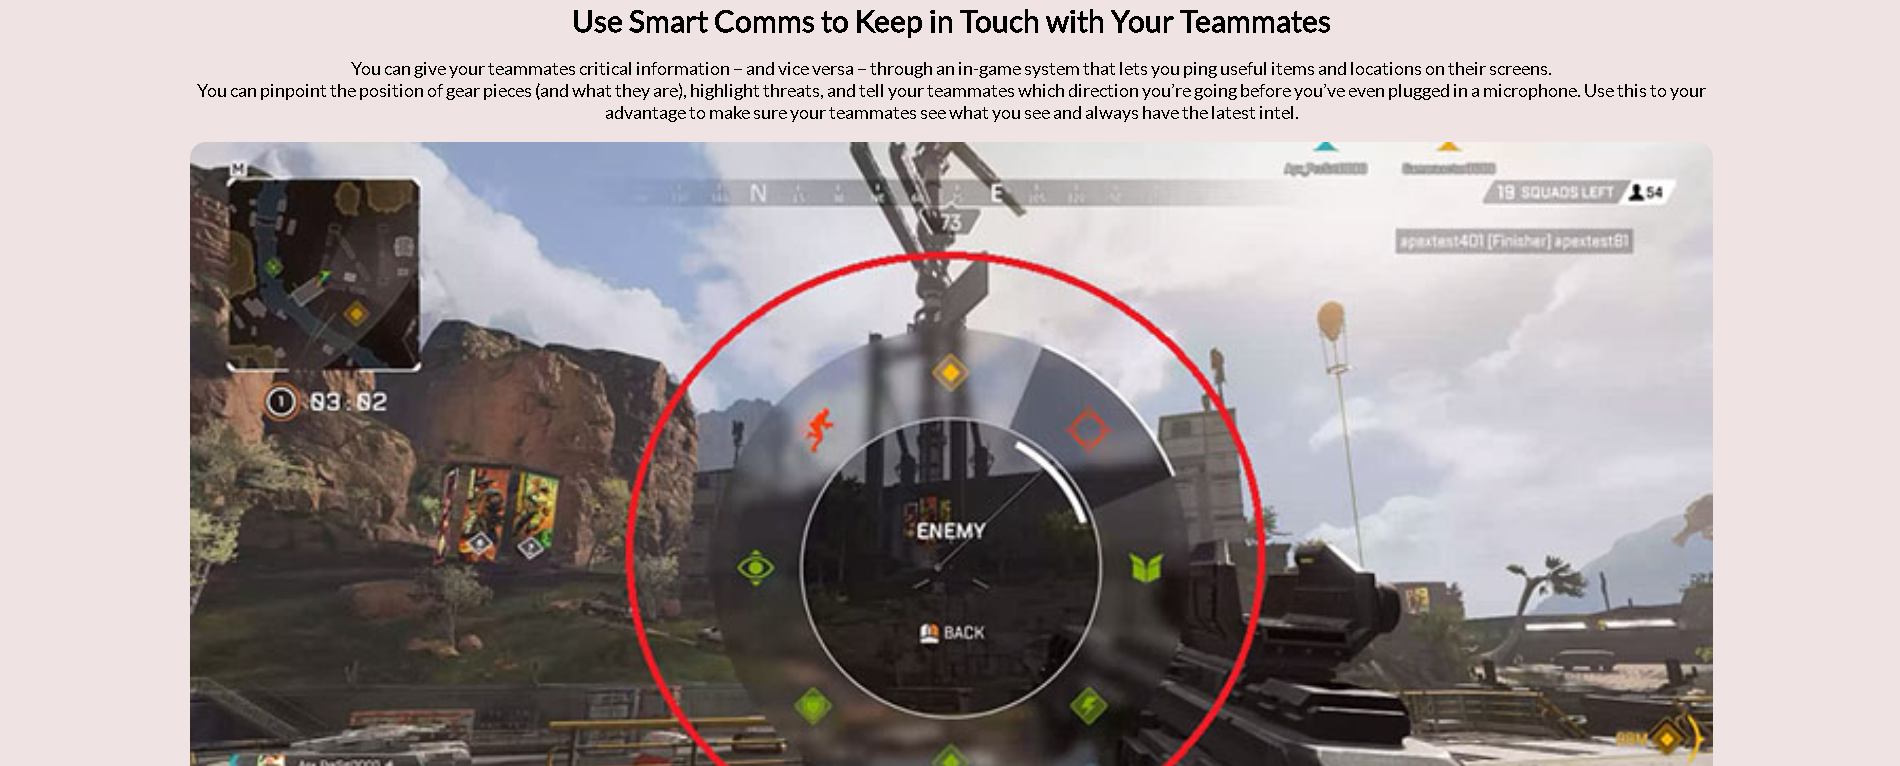 Use Smart Comms to Keep in Touch with Your Teammates
You can give your teammates critical information – and vice versa – through an in-game system that lets you ping useful items and locations on their screens.
You can pinpoint the position of gear pieces (and what they are), highlight threats, and tell your teammates which direction you're going before you've even plugged in a microphone. Use this to your
advantage to make sure your teammates see what you see and always have the latest intel.
M
N
E
19 SQUADS LEFT 54
73
apextest401 [Finisher] apextest81
1 03:02
ENEMY
BACK